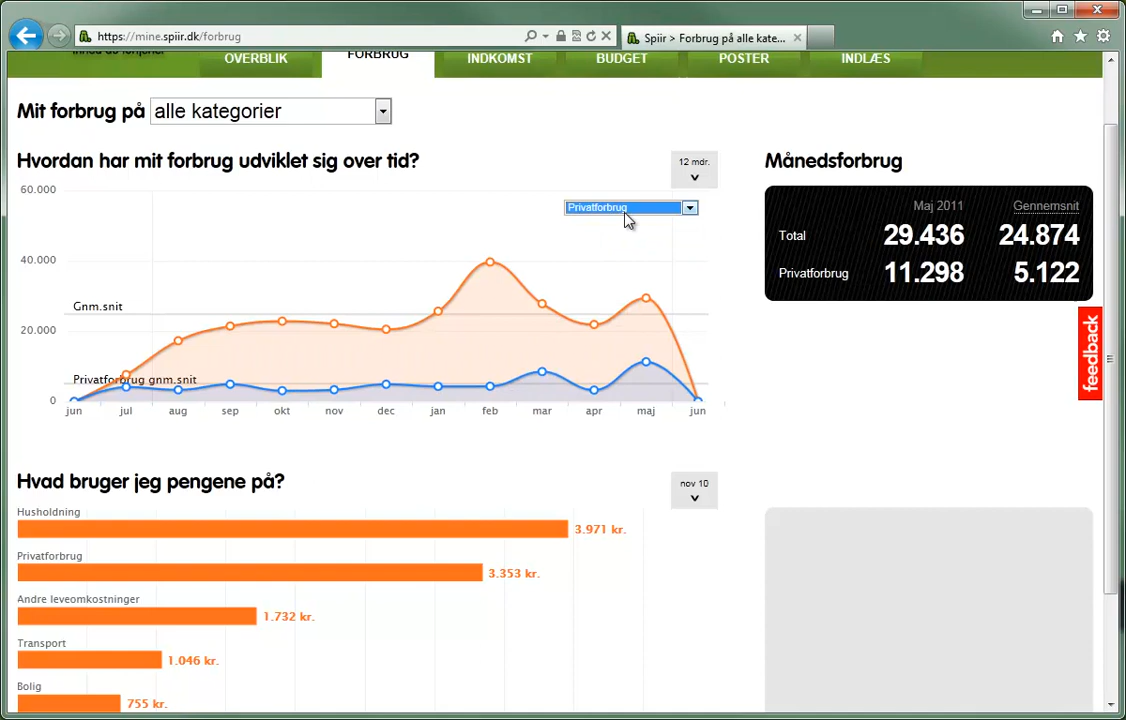 https://mine.spiir.dk/forbrug
Spiir > Forbrug på alle kate...
OVERBLIK
FORBRUG
INDKOMST
BUDGET
POSTER
INDLÆS
Mit forbrug på alle kategorier
Hvordan har mit forbrug udviklet sig over tid?
12 mdr.
Månedsforbrug
60.000
40.000
20.000
0
Privatforbrug
Gnm.snit
Privatforbrug gnm.snit
jun jul aug sep okt nov dec jan feb mar apr maj jun
Maj 2011 Gennemsnit
Total 29.436 24.874
Privatforbrug 11.298 5.122
feedback
Hvad bruger jeg pengene på?
nov 10
Husholdning
3.971 kr.
Privatforbrug
3.353 kr.
Andre leveomkostninger
1.732 kr.
Transport
1.046 kr.
Bolig
755 kr.